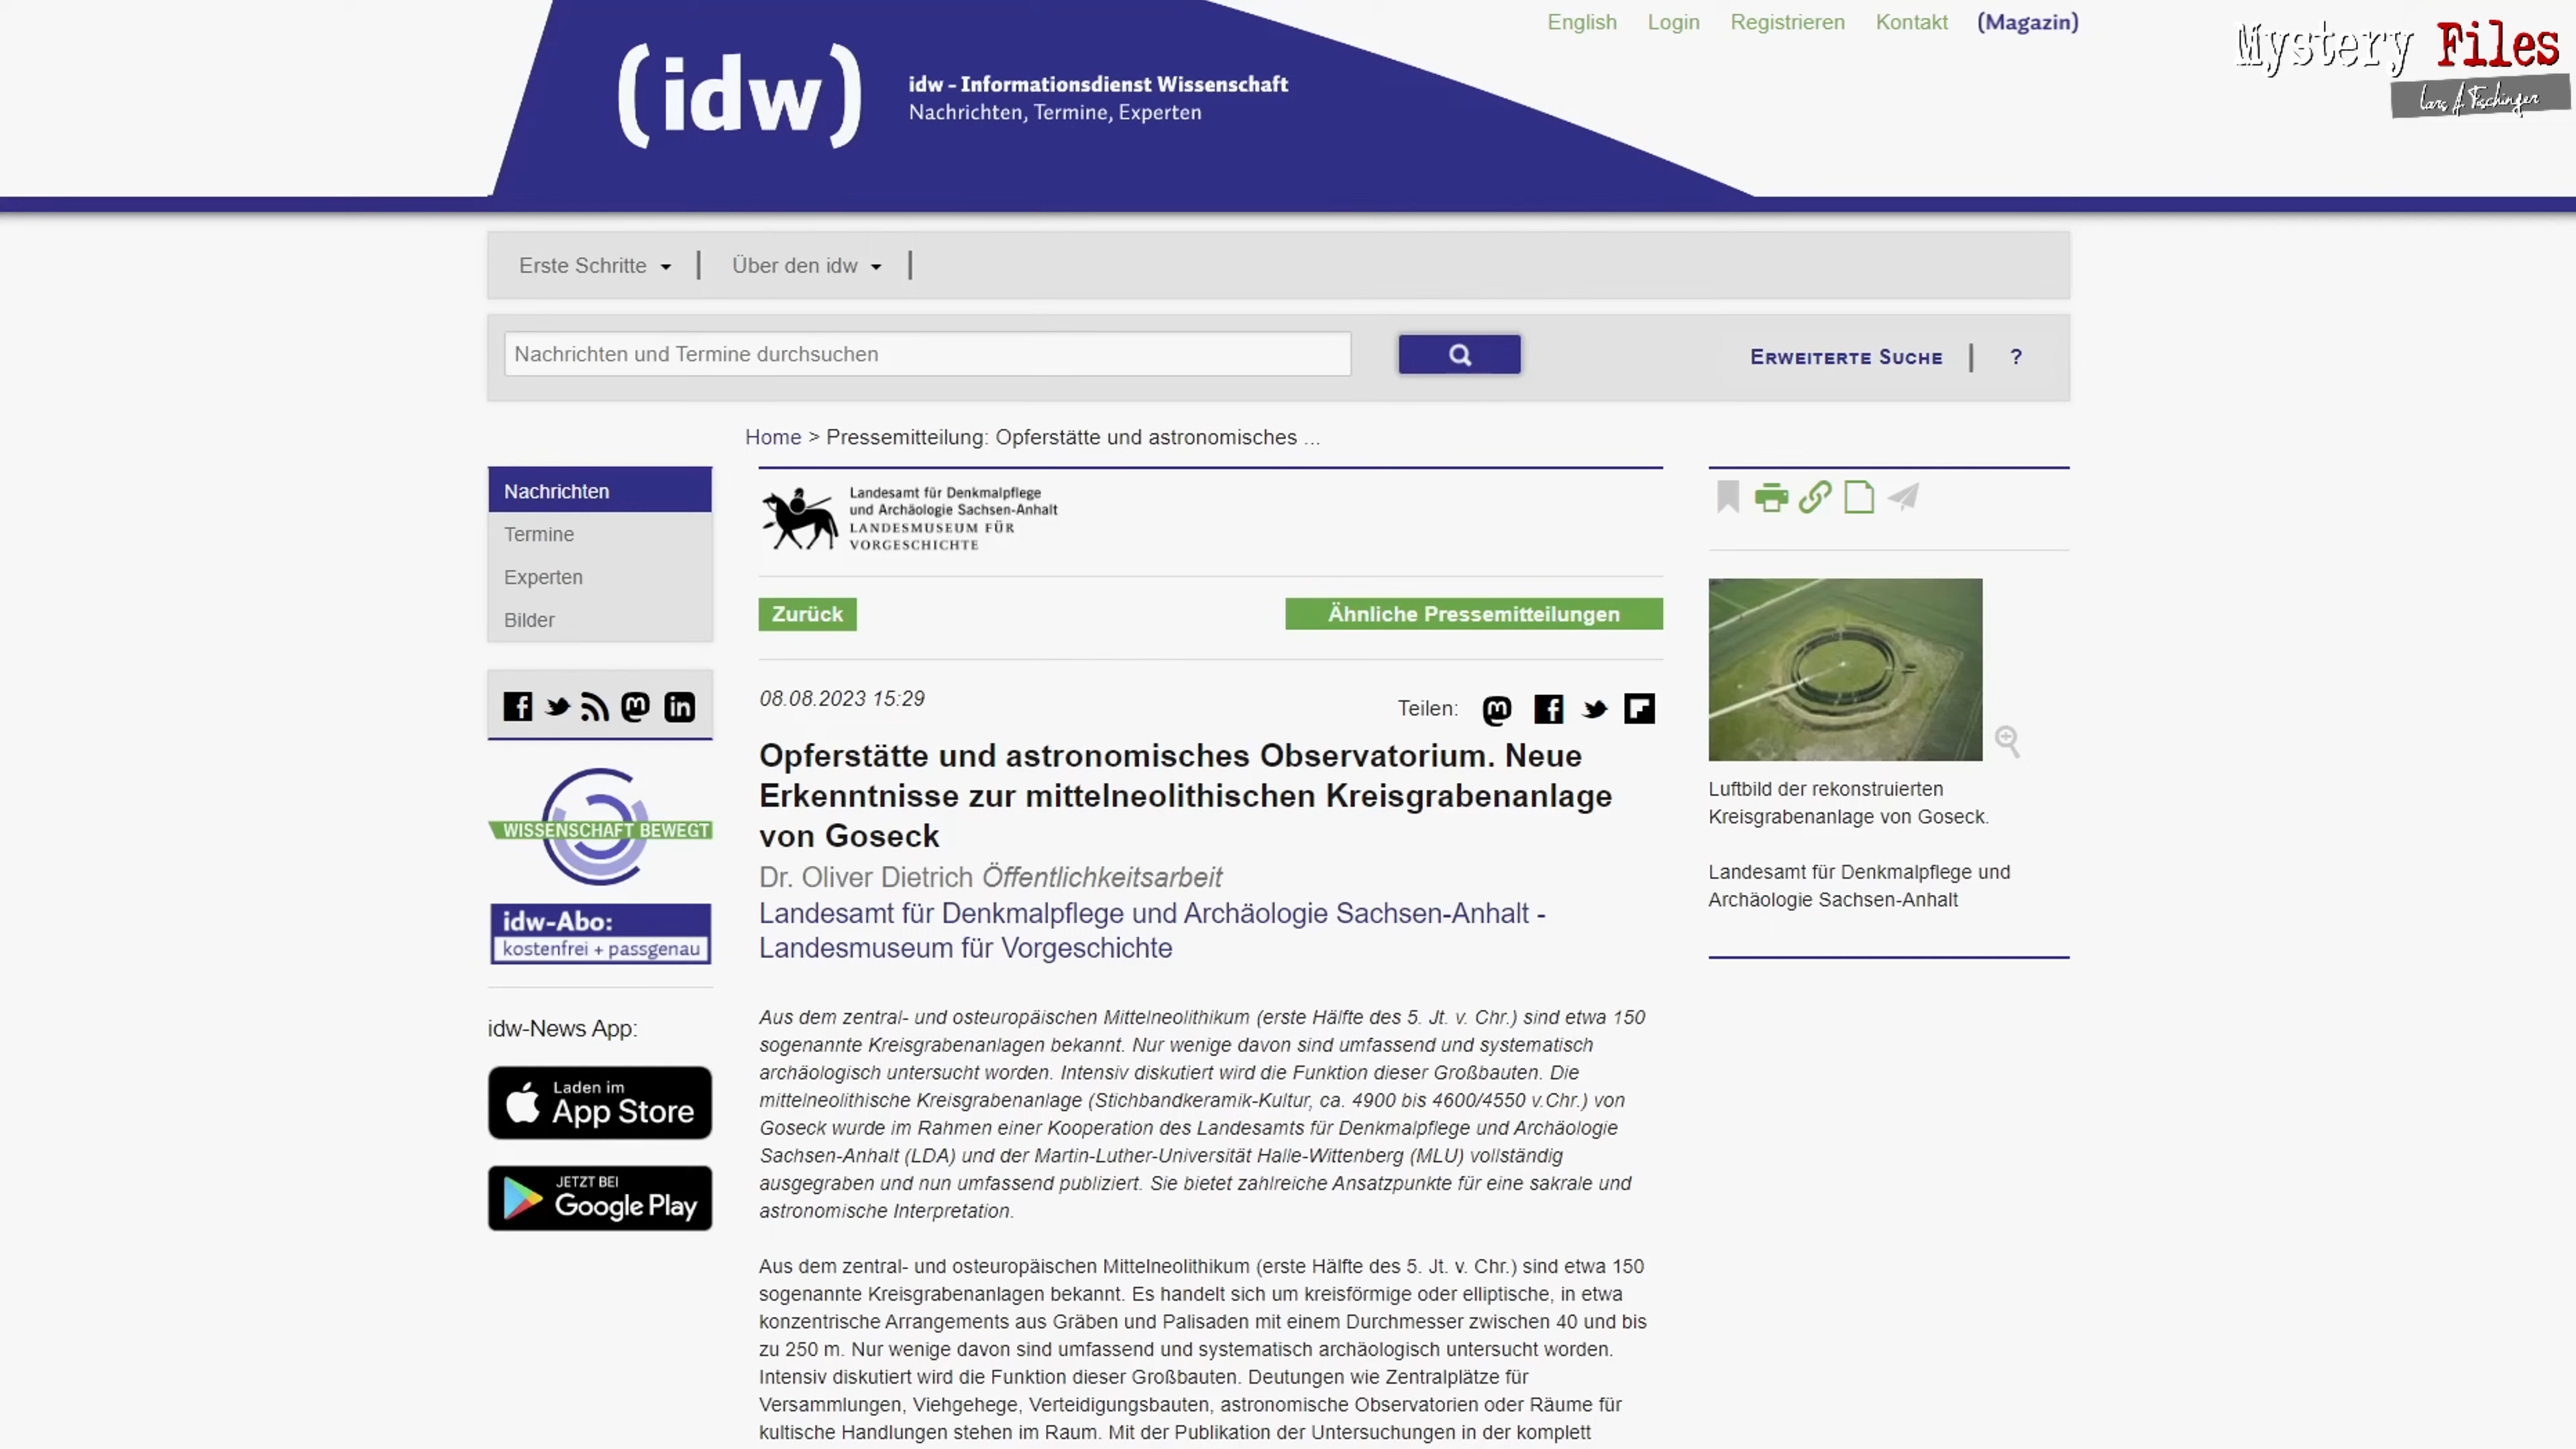 English Login Registrieren Kontakt (Magazin)
Mystery Files
Lars A. Fischinger
(idw)
idw - Informationsdienst Wissenschaft
Nachrichten, Termine, Experten
Erste Schritte | Über den idw |
Nachrichten und Termine durchsuchen
Erweiterte Suche | ?
Home > Pressemitteilung: Opferstätte und astronomisches ...
Nachrichten
Termine
Experten
Bilder
WISSENSCHAFT BEWEGT
idw-Abo:
kostenfrei + passgenau
idw-News App:
Laden im
App Store
JETZT BEI
Google Play
Landesamt für Denkmalpflege
und Archäologie Sachsen-Anhalt
LANDESMUSEUM FÜR
VORGESCHICHTE
Zurück
Ähnliche Pressemitteilungen
08.08.2023 15:29
Teilen:
Opferstätte und astronomisches Observatorium. Neue
Erkenntnisse zur mittelneolithischen Kreisgrabenanlage
von Goseck
Dr. Oliver Dietrich Öffentlichkeitsarbeit
Landesamt für Denkmalpflege und Archäologie Sachsen-Anhalt -
Landesmuseum für Vorgeschichte
Aus dem zentral- und osteuropäischen Mittelneolithikum (erste Hälfte des 5. Jt. v. Chr.) sind etwa 150
sogenannte Kreisgrabenanlagen bekannt. Nur wenige davon sind umfassend und systematisch
archäologisch untersucht worden. Intensiv diskutiert wird die Funktion dieser Großbauten. Die
mittelneolithische Kreisgrabenanlage (Stichbandkeramik-Kultur, ca. 4900 bis 4600/4550 v.Chr.) von
Goseck wurde im Rahmen einer Kooperation des Landesamts für Denkmalpflege und Archäologie
Sachsen-Anhalt (LDA) und der Martin-Luther-Universität Halle-Wittenberg (MLU) vollständig
ausgegraben und nun umfassend publiziert. Sie bietet zahlreiche Ansatzpunkte für eine sakrale und
astronomische Interpretation.
Aus dem zentral- und osteuropäischen Mittelneolithikum (erste Hälfte des 5. Jt. v. Chr.) sind etwa 150
sogenannte Kreisgrabenanlagen bekannt. Es handelt sich um kreisförmige oder elliptische, in etwa
konzentrische Arrangements aus Gräben und Palisaden mit einem Durchmesser zwischen 40 und bis
zu 250 m. Nur wenige davon sind umfassend und systematisch archäologisch untersucht worden.
Intensiv diskutiert wird die Funktion dieser Großbauten. Deutungen wie Zentralplätze für
Versammlungen, Viehgehege, Verteidigungsbauten, astronomische Observatorien oder Räume für
kultische Handlungen stehen im Raum. Mit der Publikation der Untersuchungen in der komplett
Luftbild der rekonstruierten
Kreisgrabenanlage von Goseck.
Landesamt für Denkmalpflege und
Archäologie Sachsen-Anhalt